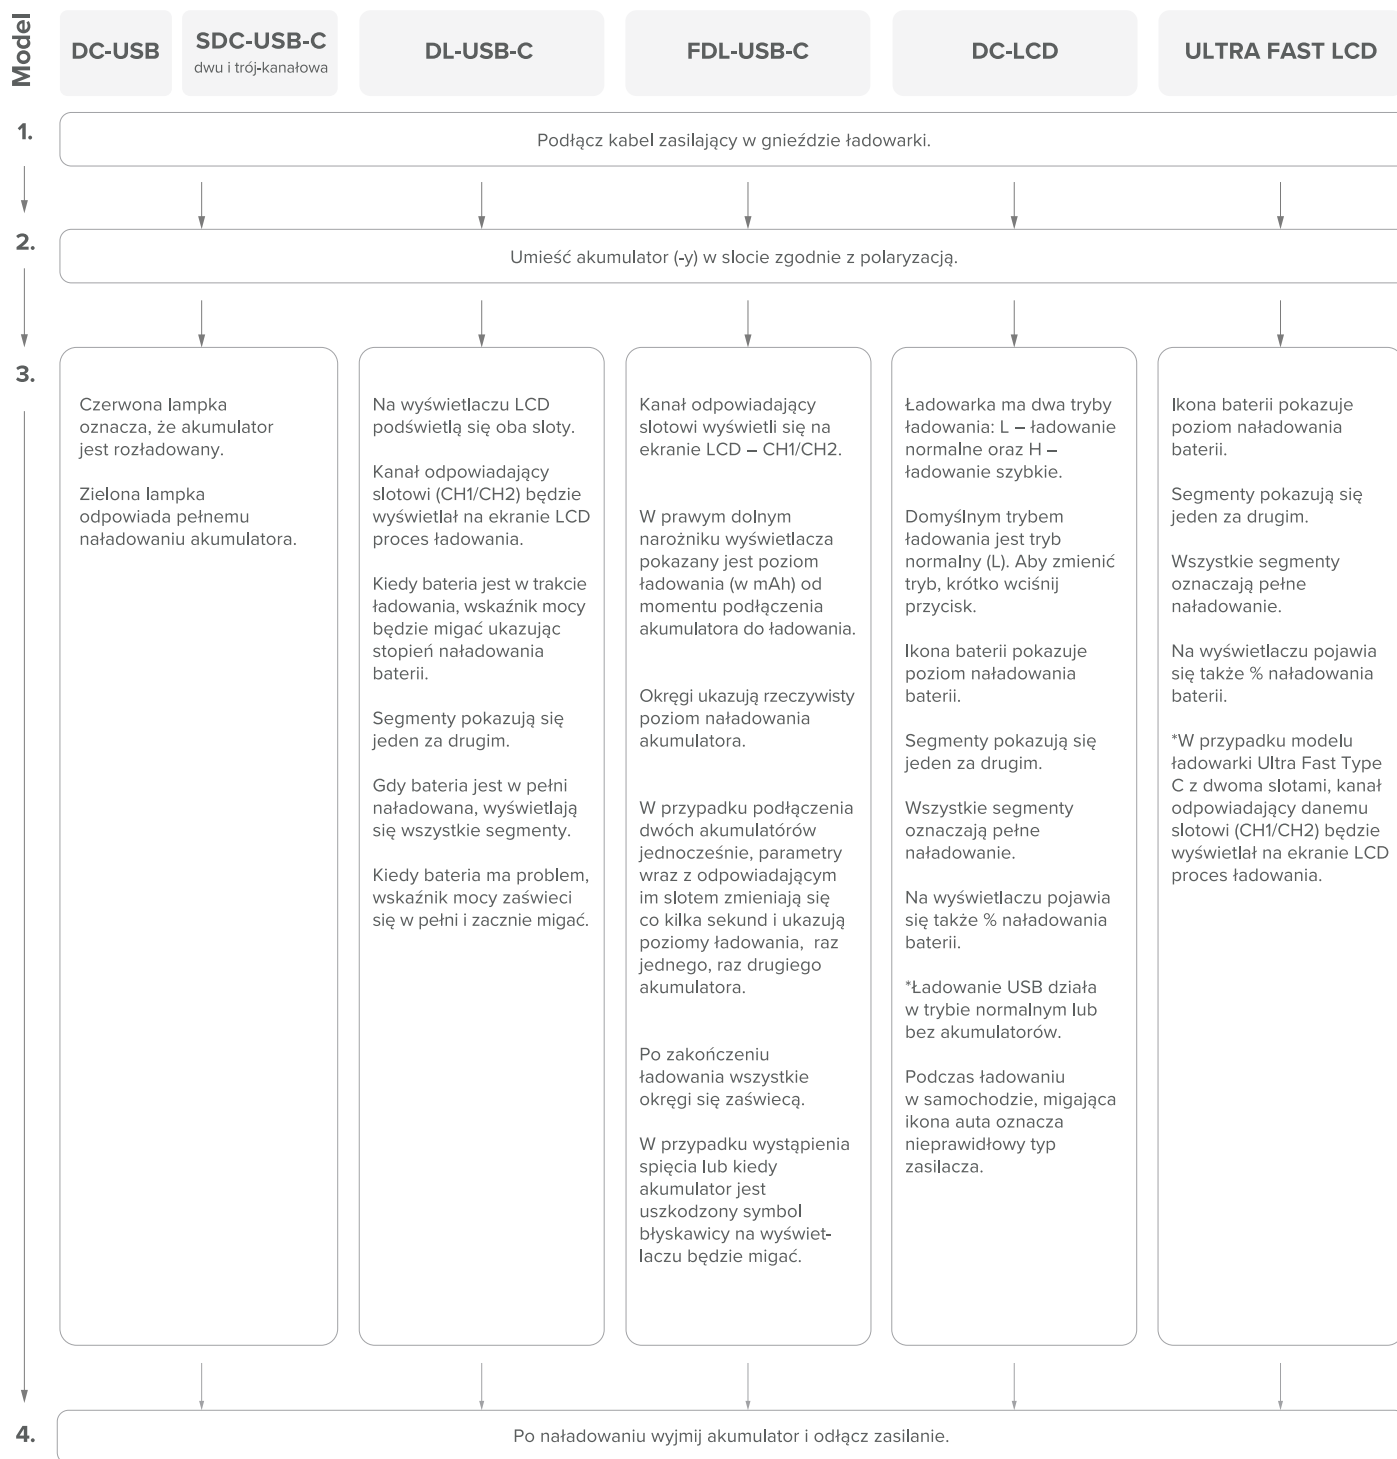 Model
DC-USB
SDC-USB-C
dwu i trój-kanałowa
DL-USB-C
FDL-USB-C
DC-LCD
ULTRA FAST LCD
1.
Podłącz kabel zasilający w gnieździe ładowarki.
2.
Umieść akumulator (-y) w slocie zgodnie z polaryzacją.
3.
Czerwona lampka
oznacza, że akumulator
jest rozładowany.
Zielona lampka
odpowiada pełnemu
naładowaniu akumulatora.
Na wyświetlaczu LCD
podświetlą się oba sloty.
Kanał odpowiadający
slotowi (CH1/CH2) będzie
wyświetlał na ekranie LCD
proces ładowania.
Kiedy bateria jest w trakcie
ładowania, wskaźnik mocy
będzie migać ukazując
stopień naładowania
baterii.
Segmenty pokazują się
jeden za drugim.
Gdy bateria jest w pełni
naładowana, wyświetlają
się wszystkie segmenty.
Kiedy bateria ma problem,
wskaźnik mocy zaświeci
się w pełni i zacznie migać.
Kanał odpowiadający
slotowi wyświetli się na
ekranie LCD – CH1/CH2.
W prawym dolnym
narożniku wyświetlacza
pokazany jest poziom
ładowania (w mAh) od
momentu podłączenia
akumulatora do ładowania.
Okręgi ukazują rzeczywisty
poziom naładowania
akumulatora.
W przypadku podłączenia
dwóch akumulatórów
jednocześnie, parametry
wraz z odpowiadającym
im slotem zmieniają się
co kilka sekund i ukazują
poziomy ładowania, raz
jednego, raz drugiego
akumulatora.
Po zakończeniu
ładowania wszystkie
okręgi się zaświecą.
W przypadku wystąpienia
spięcia lub kiedy
akumulator jest
uszkodzony symbol
błyskawicy na wyświet-
laczu będzie migać.
Ładowarka ma dwa tryby
ładowania: L – ładowanie
normalne oraz H –
ładowanie szybkie.
Domyślnym trybem
ładowania jest tryb
normalny (L). Aby zmienić
tryb, krótko wciśnij
przycisk.
Ikona baterii pokazuje
poziom naładowania
baterii.
Segmenty pokazują się
jeden za drugim.
Wszystkie segmenty
oznaczają pełne
naładowanie.
Na wyświetlaczu pojawia
się także % naładowania
baterii.
*Ładowanie USB działa
w trybie normalnym lub
bez akumulatorów.
Podczas ładowaniu
w samochodzie, migająca
ikona auta oznacza
nieprawidłowy typ
zasilacza.
Ikona baterii pokazuje
poziom naładowania
baterii.
Segmenty pokazują się
jeden za drugim.
Wszystkie segmenty
oznaczają pełne
naładowanie.
Na wyświetlaczu pojawia
się także % naładowania
baterii.
*W przypadku modelu
ładowarki Ultra Fast Type
C z dwoma slotami, kanał
odpowiadający danemu
slotowi (CH1/CH2) będzie
wyświetlał na ekranie LCD
proces ładowania.
4.
Po naładowaniu wyjmij akumulator i odłącz zasilanie.